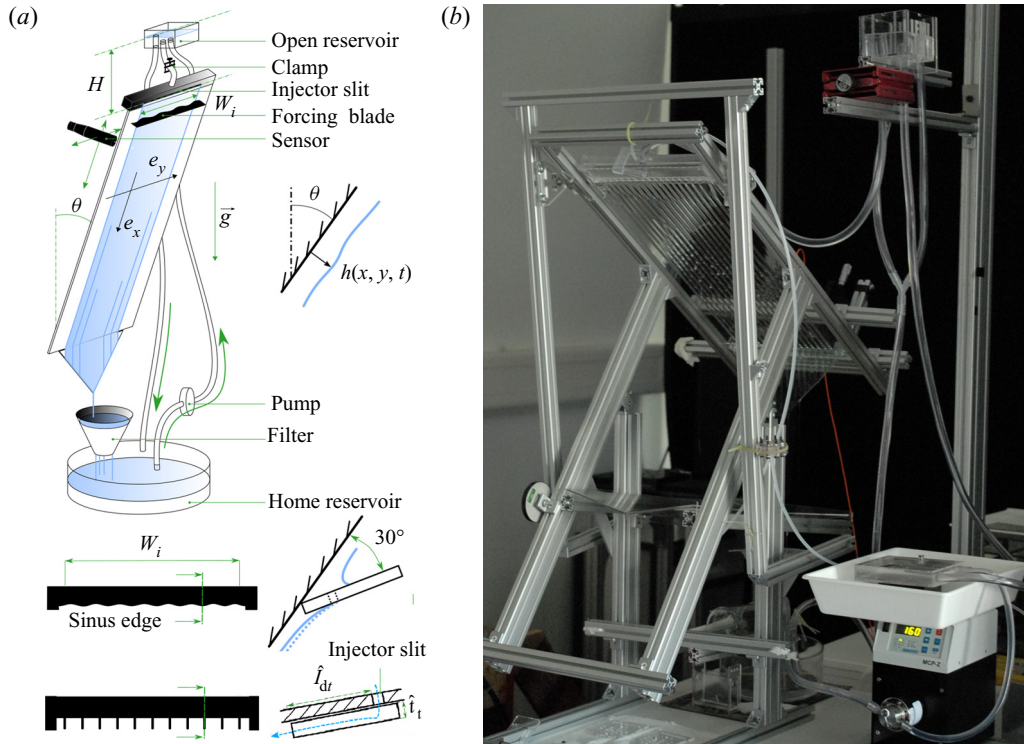 (a)
Open reservoir
Clamp
H
Injector slit
W_i
Forcing blade
Sensor
e_y
θ
θ
g
e_x
h(x, y, t)
Pump
Filter
Home reservoir
W_i
30°
Sinus edge
Injector slit
l̂_dt
t̂_t
(b)
160
MCP-Z